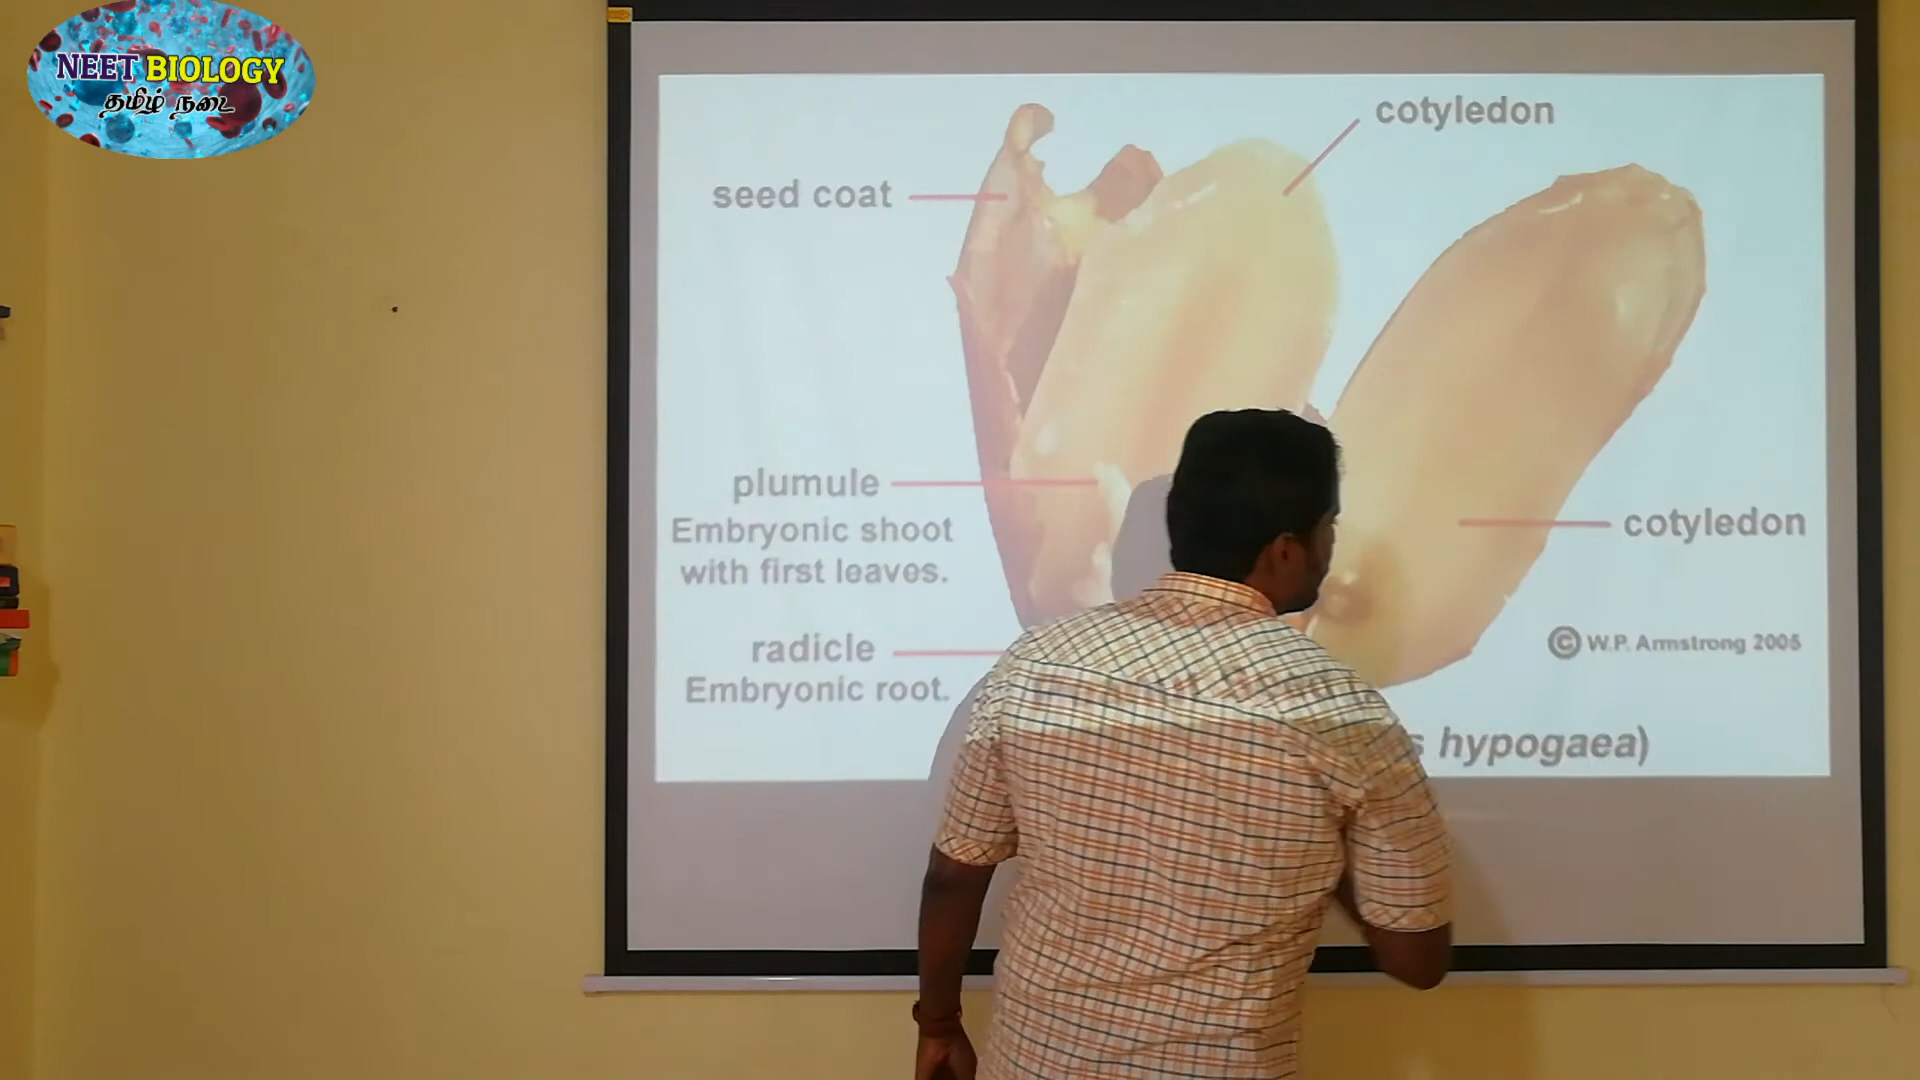 NEET BIOLOGY
தமிழ் நடை
cotyledon
seed coat
plumule
Embryonic shoot
with first leaves.
cotyledon
radicle
Embryonic root.
© W.P. Armstrong 2005
hypogaea)